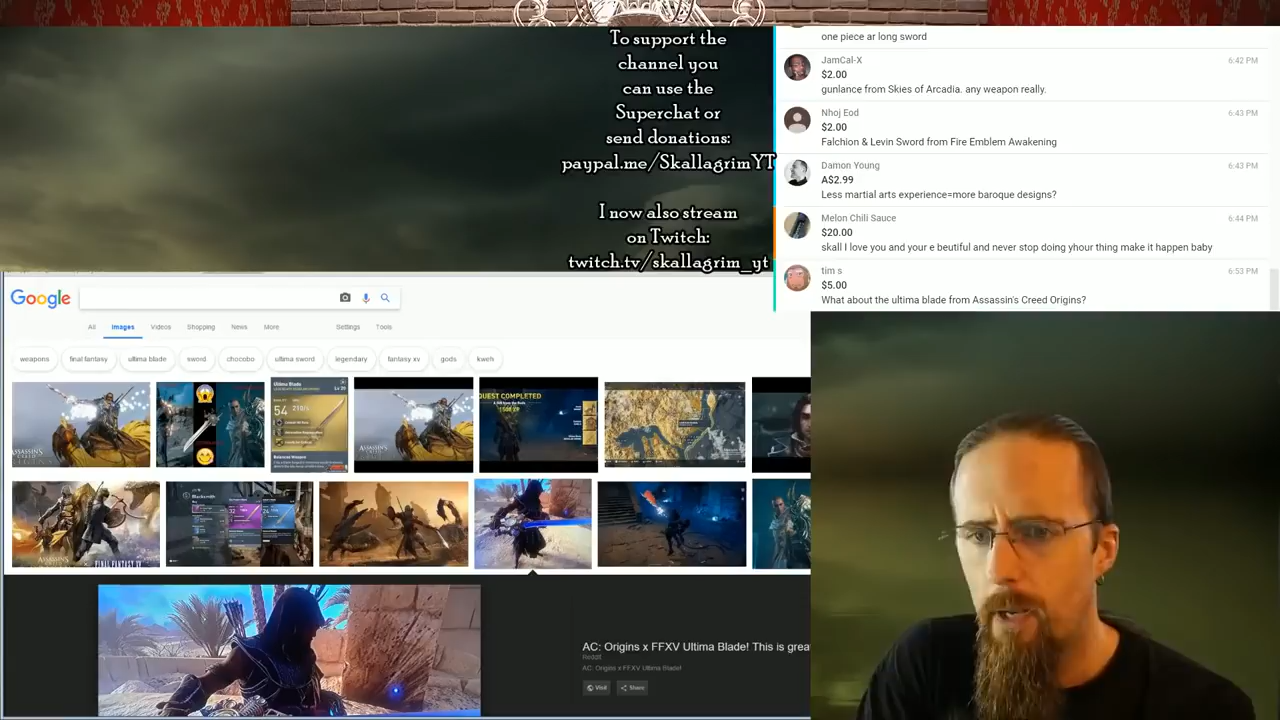 To support the
channel you
can use the
Superchat or
send donations:
paypal.me/SkallagrimYT
I now also stream
on Twitch:
twitch.tv/skallagrim_yt
one piece ar long sword
JamCal-X
6:42 PM
$2.00
gunlance from Skies of Arcadia. any weapon really.
Nhoj Eod
6:43 PM
$2.00
Falchion & Levin Sword from Fire Emblem Awakening
Damon Young
6:43 PM
A$2.99
Less martial arts experience=more baroque designs?
Melon Chili Sauce
6:44 PM
$20.00
skall I love you and your e beutiful and never stop doing yhour thing make it happen baby
tim s
6:53 PM
$5.00
What about the ultima blade from Assassin's Creed Origins?
Google
All Images Videos Shopping News More Settings Tools
weapons final fantasy ultima blade sword chocobo ultima sword legendary fantasy xv gods kweh
Ultima Blade
54
QUEST COMPLETED
Blacksmith
FINAL FANTASY XV
AC: Origins x FFXV Ultima Blade! This is grea
Reddit
AC: Origins x FFXV Ultima Blade!
Visit Share